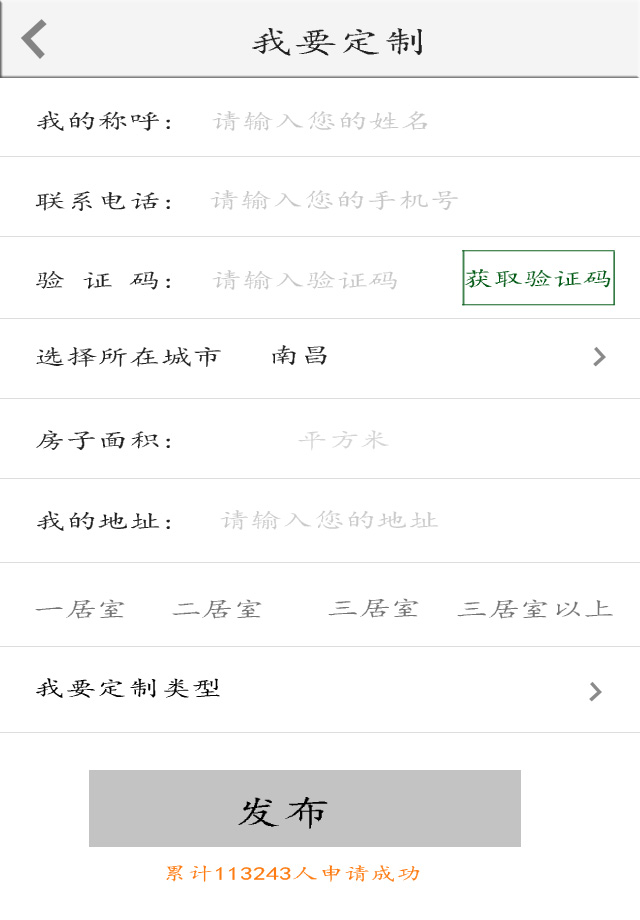 我要定制
我的称呼: 请输入您的姓名
联系电话: 请输入您的手机号
验 证 码: 请输入验证码 获取验证码
选择所在城市 南昌
房子面积: 平方米
我的地址: 请输入您的地址
一居室 二居室 三居室 三居室以上
我要定制类型
发布
累计113243人申请成功